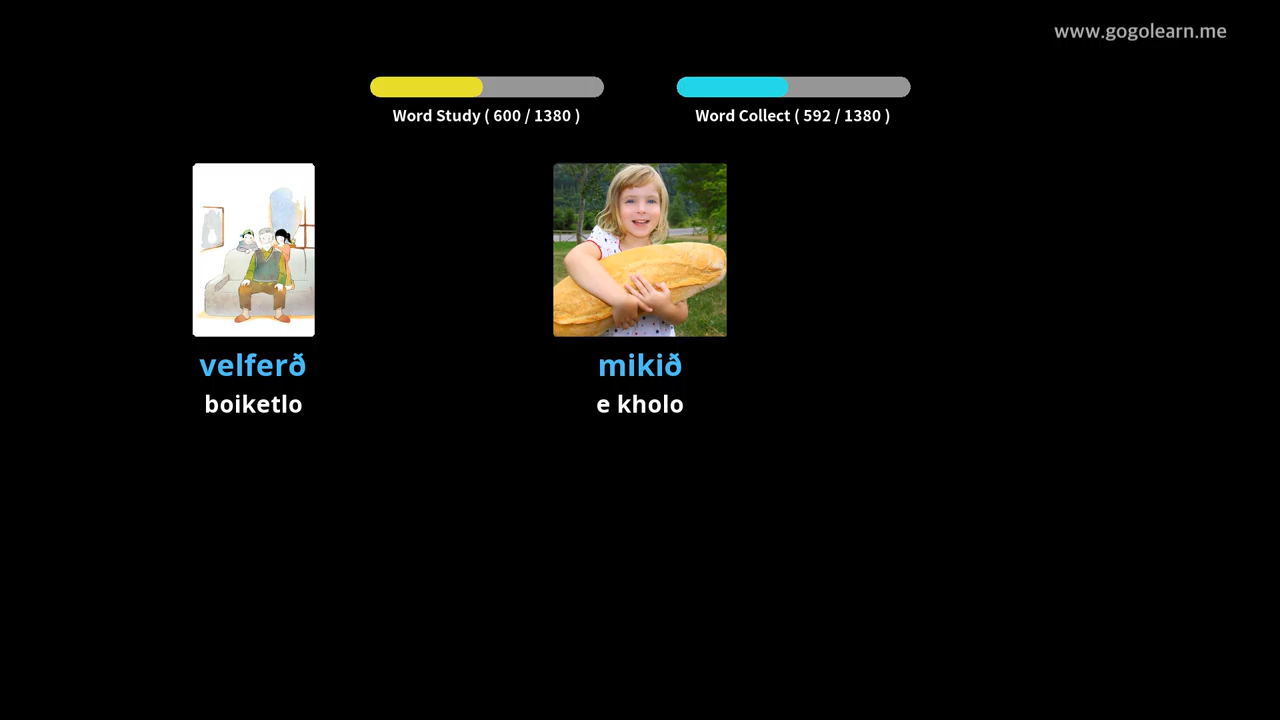 www.gogolearn.me
Word Study ( 600 / 1380 )
Word Collect ( 592 / 1380 )
velferð
boiketlo
mikið
e kholo